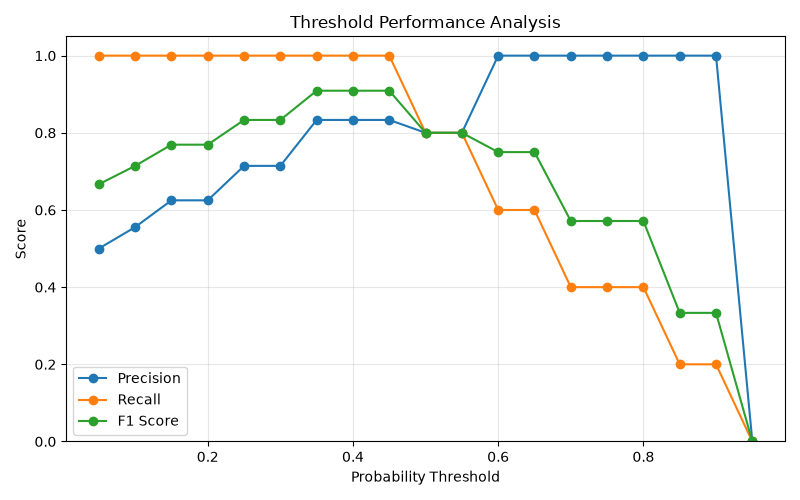 Threshold Performance Analysis
Score
1.0
0.8
0.6
0.4
0.2
0.0
Precision
Recall
F1 Score
0.2 0.4 0.6 0.8
Probability Threshold